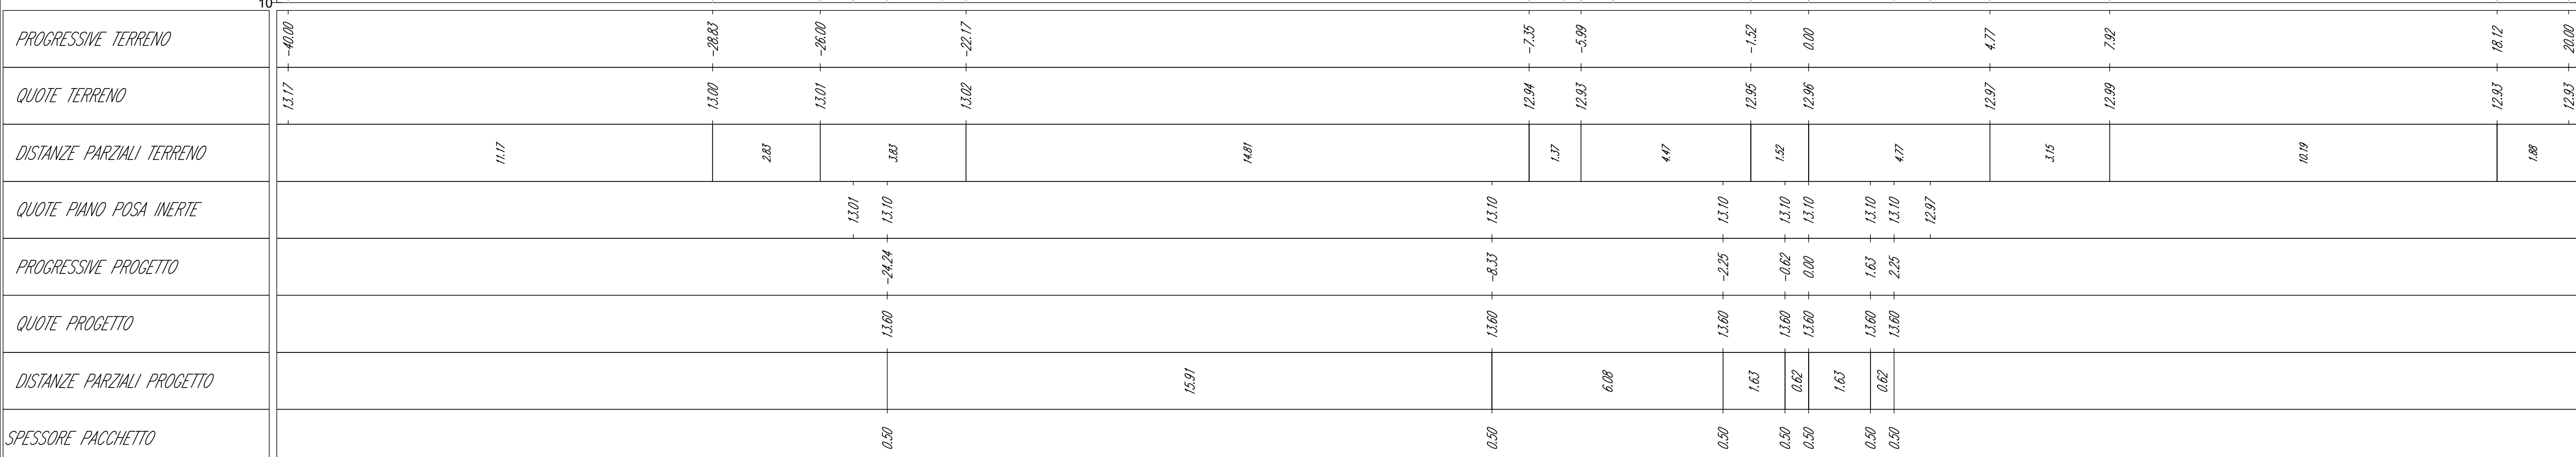 10
PROGRESSIVE TERRENO -40.00 -28.83 -26.00 -22.17 -7.35 -5.99 -1.52 0.00 4.77 7.92 18.12 20.00
QUOTE TERRENO 13.17 13.00 13.01 13.02 12.94 12.93 12.95 12.96 12.97 12.99 12.93 12.93
DISTANZE PARZIALI TERRENO 11.17 2.83 3.83 14.81 1.37 4.47 1.52 4.77 3.15 10.19 1.88
QUOTE PIANO POSA INERTE 13.01 13.10 13.10 13.10 13.10 13.10 13.10 13.10 12.97
PROGRESSIVE PROGETTO -24.24 -8.33 -2.25 -0.62 0.00 1.63 2.25
QUOTE PROGETTO 13.60 13.60 13.60 13.60 13.60 13.60 13.60
DISTANZE PARZIALI PROGETTO 15.91 6.08 1.63 0.62 1.63 0.62
SPESSORE PACCHETTO 0.50 0.50 0.50 0.50 0.50 0.50 0.50